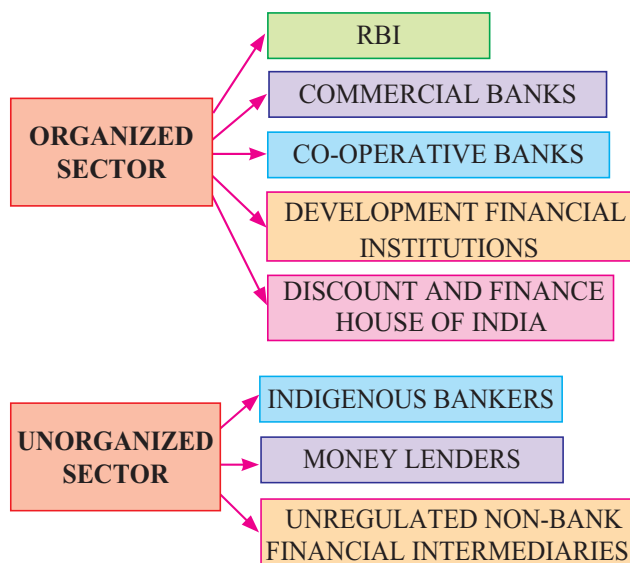 RBI
COMMERCIAL BANKS
ORGANIZED
SECTOR
CO-OPERATIVE BANKS
DEVELOPMENT FINANCIAL
INSTITUTIONS
DISCOUNT AND FINANCE
HOUSE OF INDIA
INDIGENOUS BANKERS
UNORGANIZED
SECTOR
MONEY LENDERS
UNREGULATED NON-BANK
FINANCIAL INTERMEDIARIES